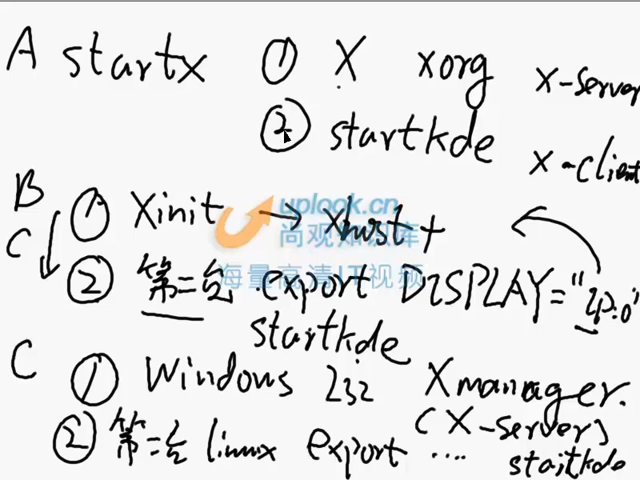 A startx ① X xorg X-server
② startkde X-client
B ① Xinit → xhost +
uplook.cn
尚观知识库
海量高清IT视频
C ② 第二台 export DISPLAY="IP:0"
startkde
C ① Windows 232 Xmanager.
(X-server)
② 第二台 linux export .... startkde